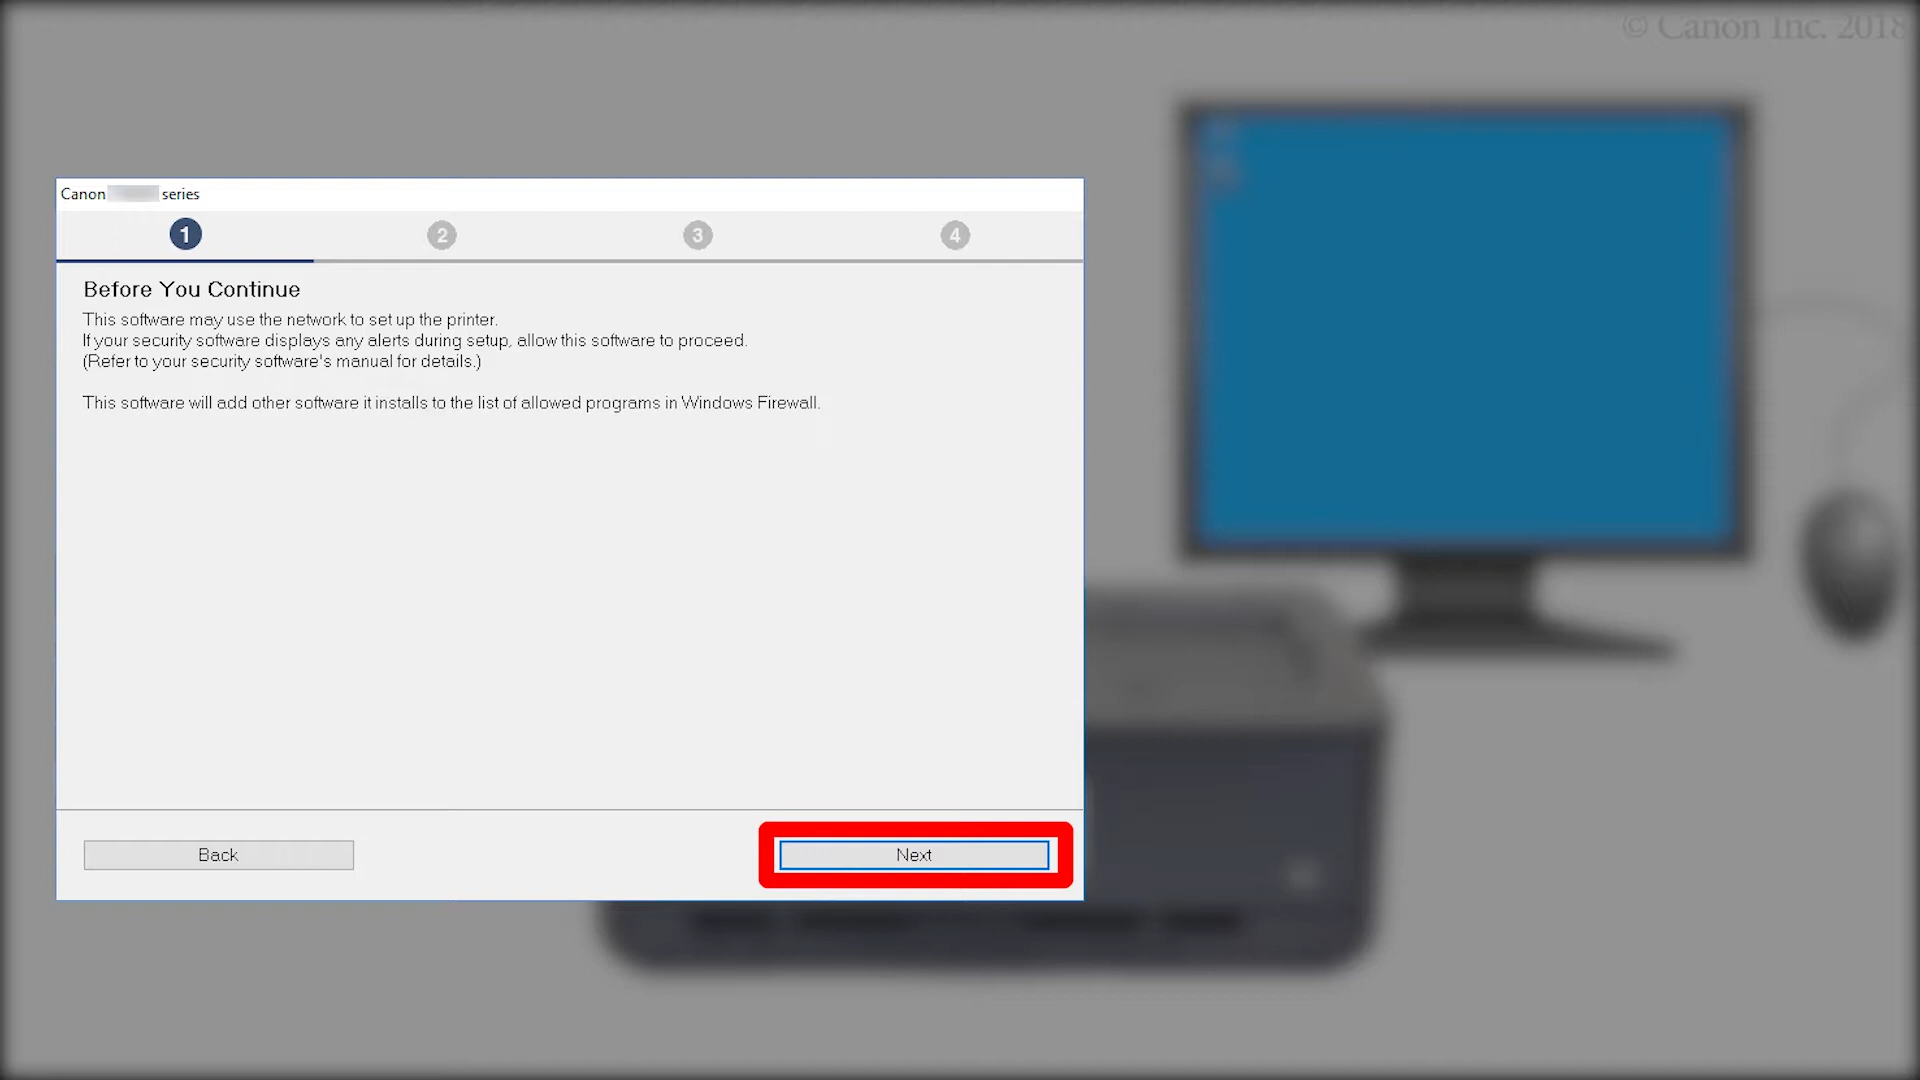 © Canon Inc. 2018
Canon series
1 2 3 4
Before You Continue
This software may use the network to set up the printer.
If your security software displays any alerts during setup, allow this software to proceed.
(Refer to your security software's manual for details.)
This software will add other software it installs to the list of allowed programs in Windows Firewall.
Back Next